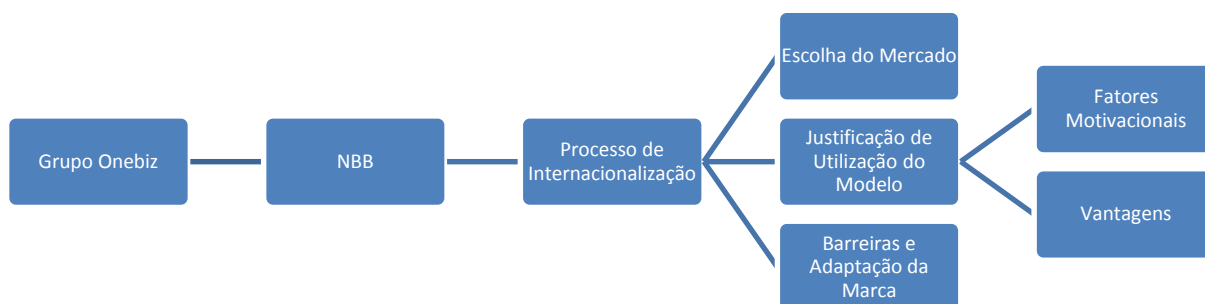 Grupo Onebiz
NBB
Processo de
Internacionalização
Escolha do Mercado
Justificação de
Utilização do
Modelo
Barreiras e
Adaptação da
Marca
Fatores
Motivacionais
Vantagens